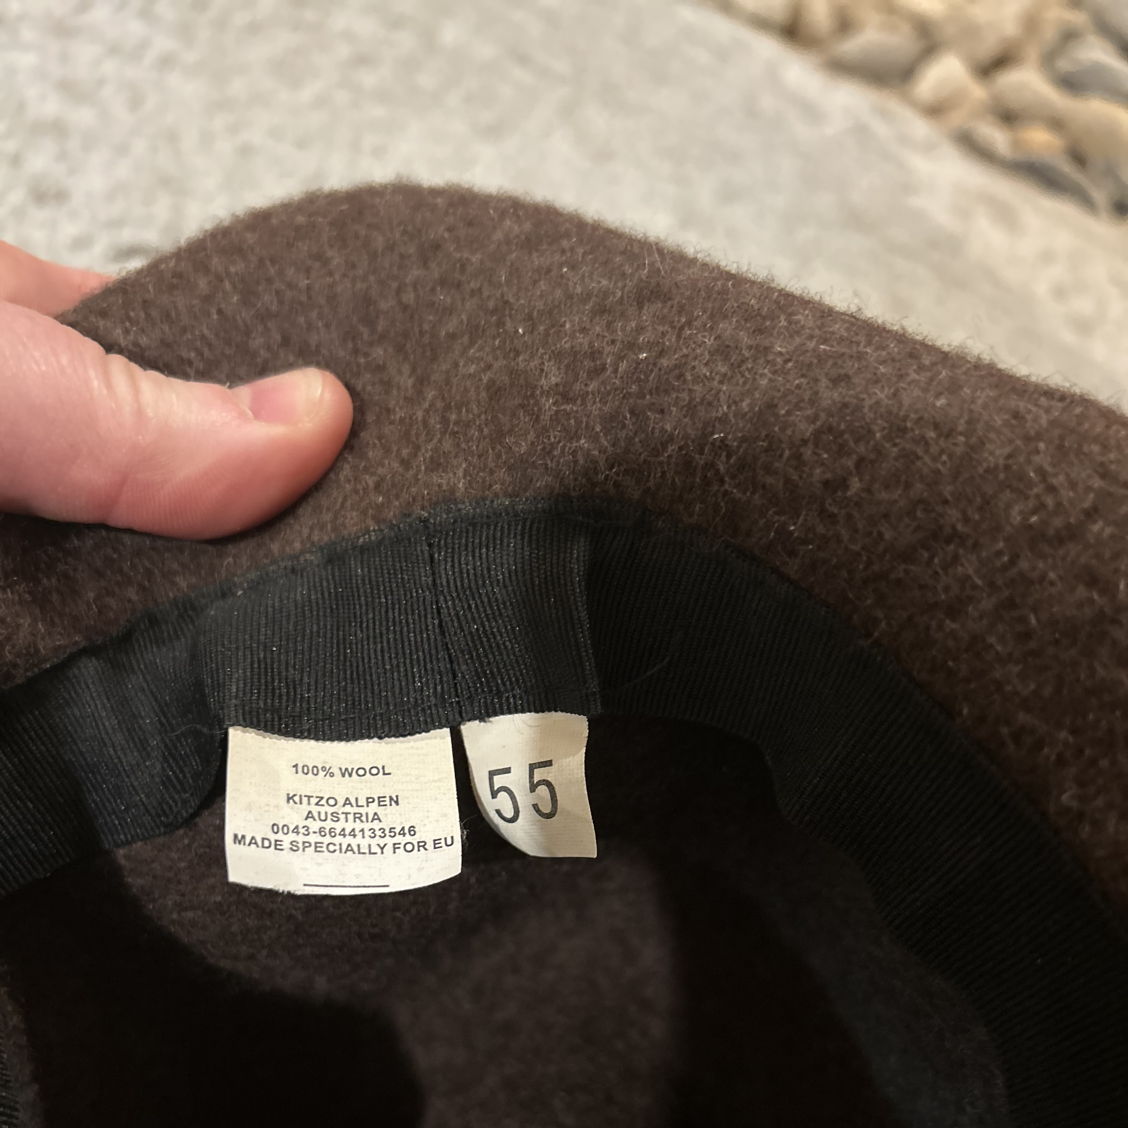 100% WOOL
KITZO ALPEN
AUSTRIA
0043-6644133546
MADE SPECIALLY FOR EU
55